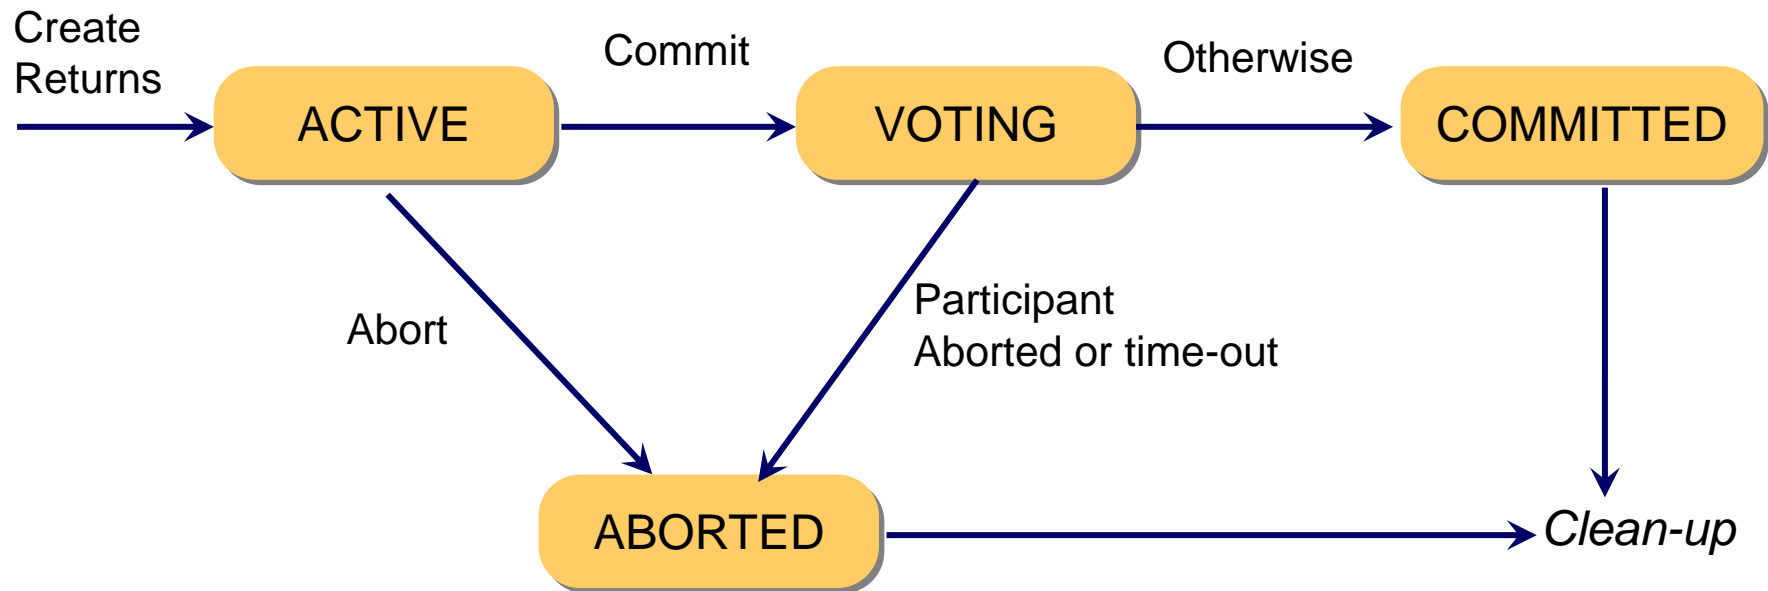 Create
Returns
Commit
Otherwise
ACTIVE
VOTING
COMMITTED
Abort
Participant
Aborted or time-out
ABORTED
Clean-up